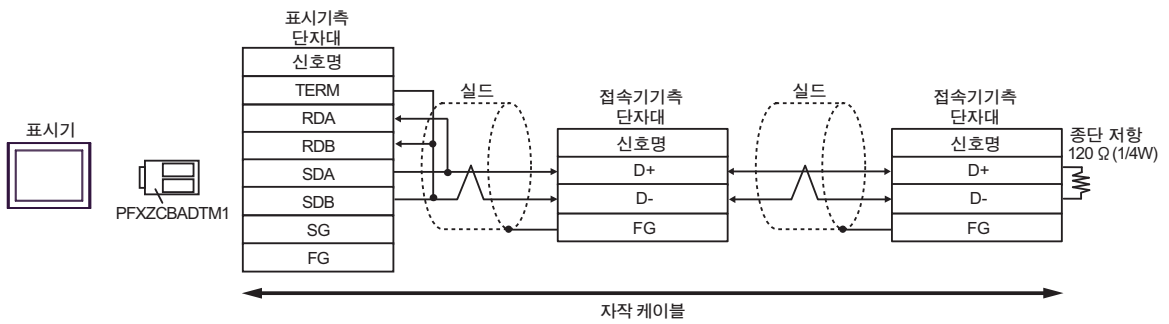 표시기
PFXZCBADTM1
표시기측
단자대
신호명
TERM
RDA
RDB
SDA
SDB
SG
FG
실드
접속기기측
단자대
신호명
D+
D-
FG
실드
접속기기측
단자대
신호명
D+
D-
FG
종단 저항
120 Ω (1/4W)
자작 케이블